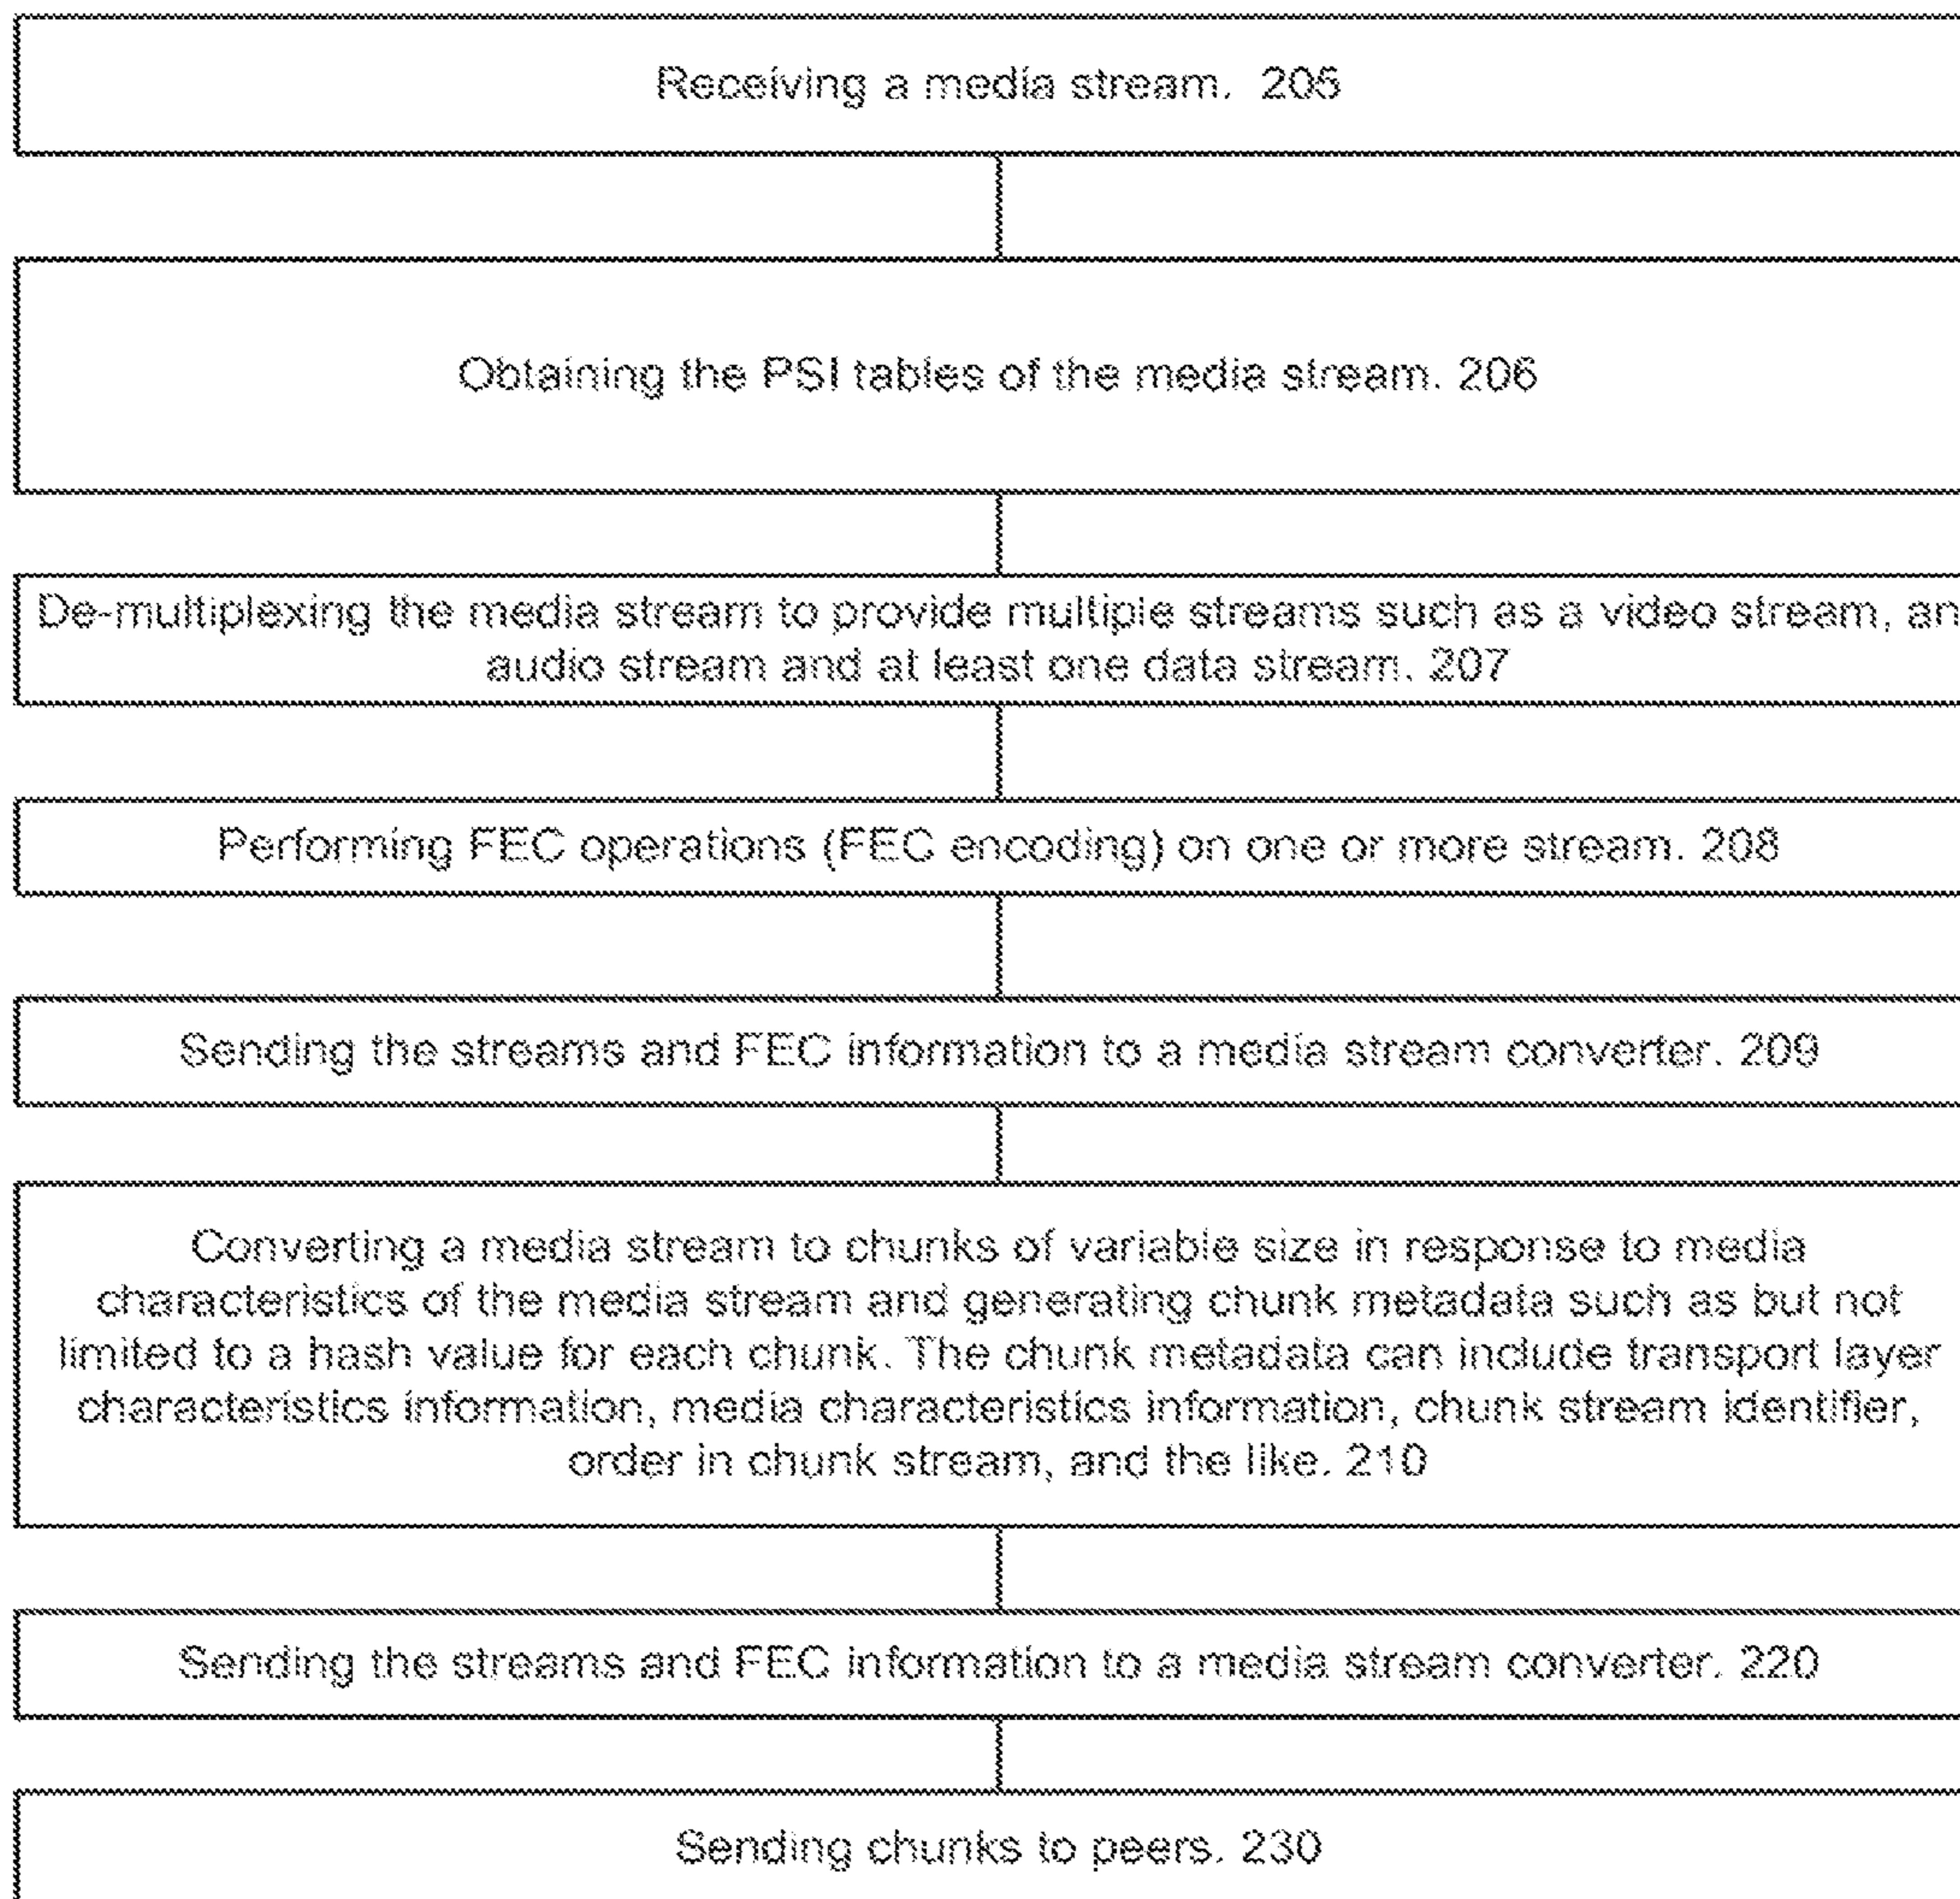 Receiving a media stream. 205
Obtaining the PSI tables of the media stream. 206
De-multiplexing the media stream to provide multiple streams such as a video stream, an
audio stream and at least one data stream. 207
Performing FEC operations (FEC encoding) on one or more stream. 208
Sending the streams and FEC information to a media stream converter. 209
Converting a media stream to chunks of variable size in response to media
characteristics of the media stream and generating chunk metadata such as but not
limited to a hash value for each chunk. The chunk metadata can include transport layer
characteristics information, media characteristics information, chunk stream identifier,
order in chunk stream, and the like. 210
Sending the streams and FEC information to a media stream converter. 220
Sending chunks to peers. 230